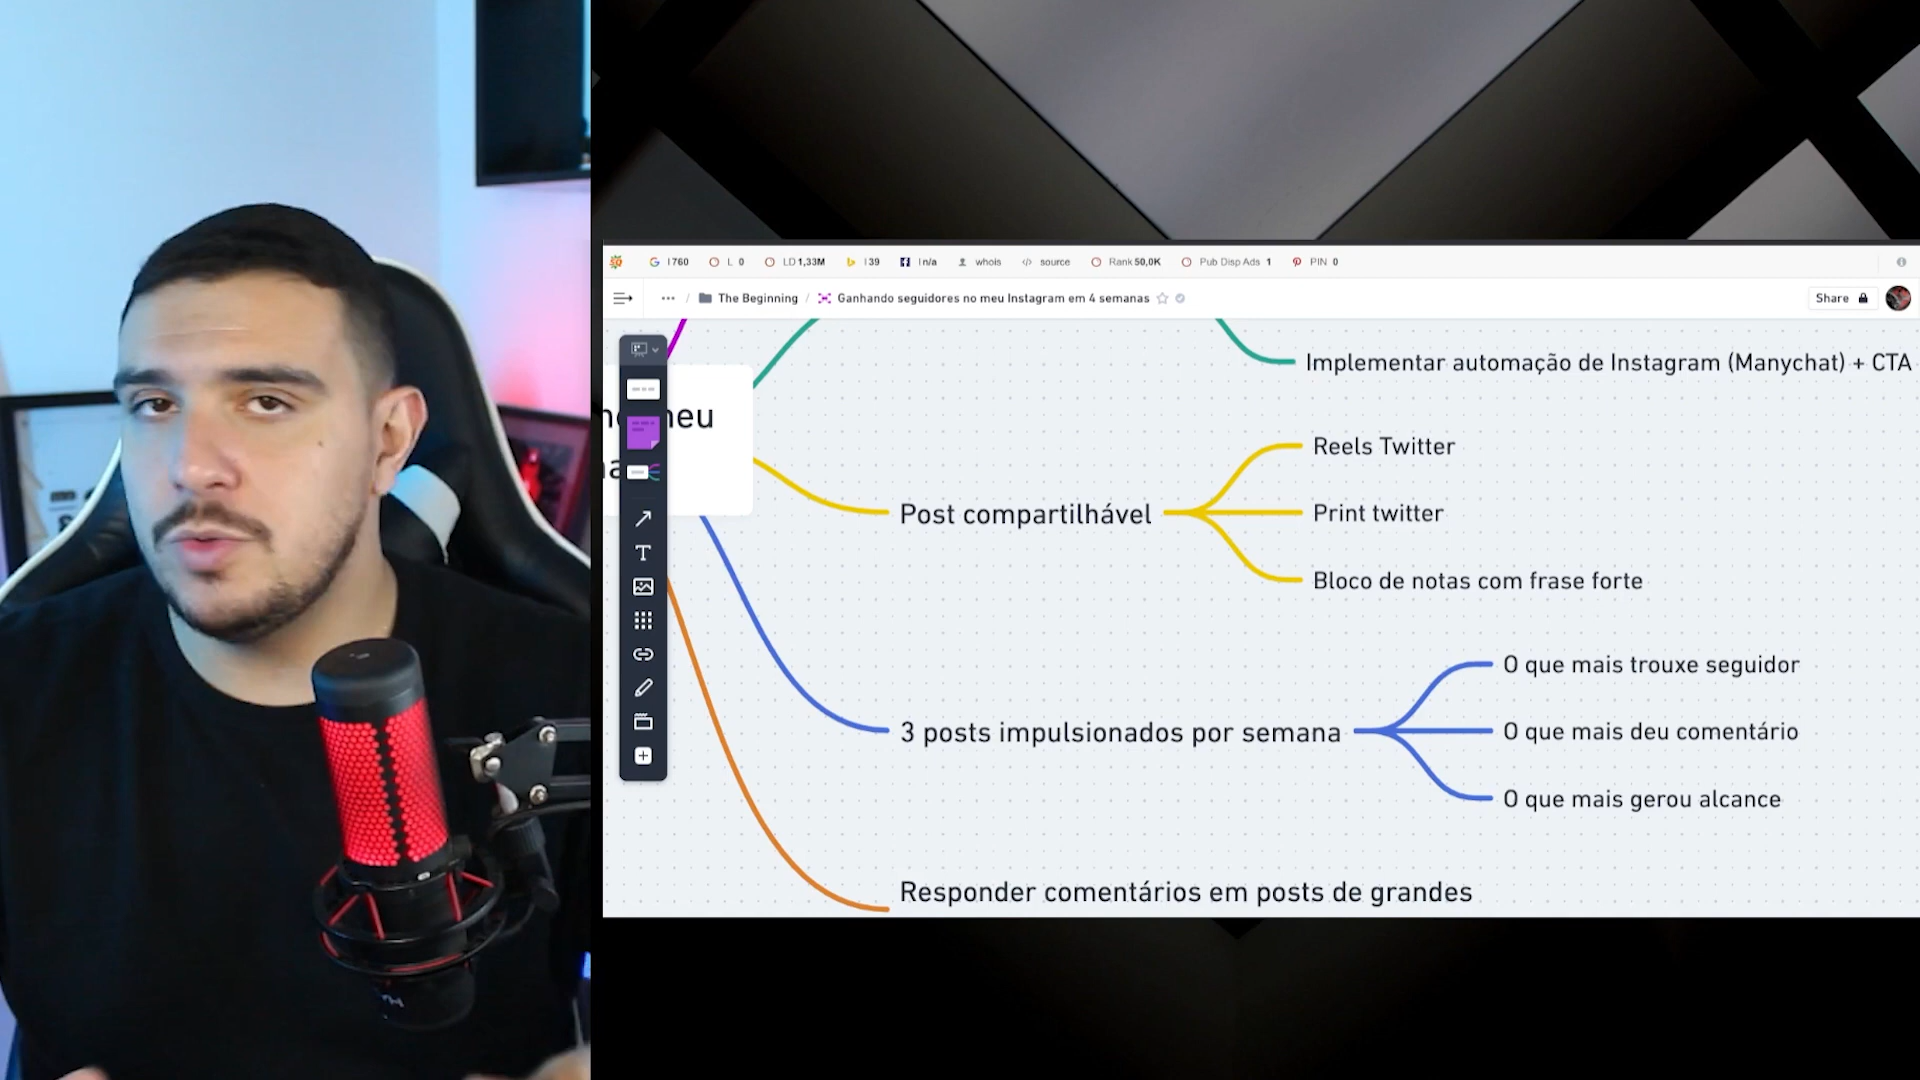 I 760
L 0
LD 1,33M
I 39
I n/a
whois
source
Rank 50,0K
Pub Disp Ads 1
PIN 0
... / The Beginning / Ganhando seguidores no meu Instagram em 4 semanas
Share
meu
Implementar automação de Instagram (Manychat) + CTA
Post compartilhável
Reels Twitter
Print twitter
Bloco de notas com frase forte
3 posts impulsionados por semana
O que mais trouxe seguidor
O que mais deu comentário
O que mais gerou alcance
Responder comentários em posts de grandes